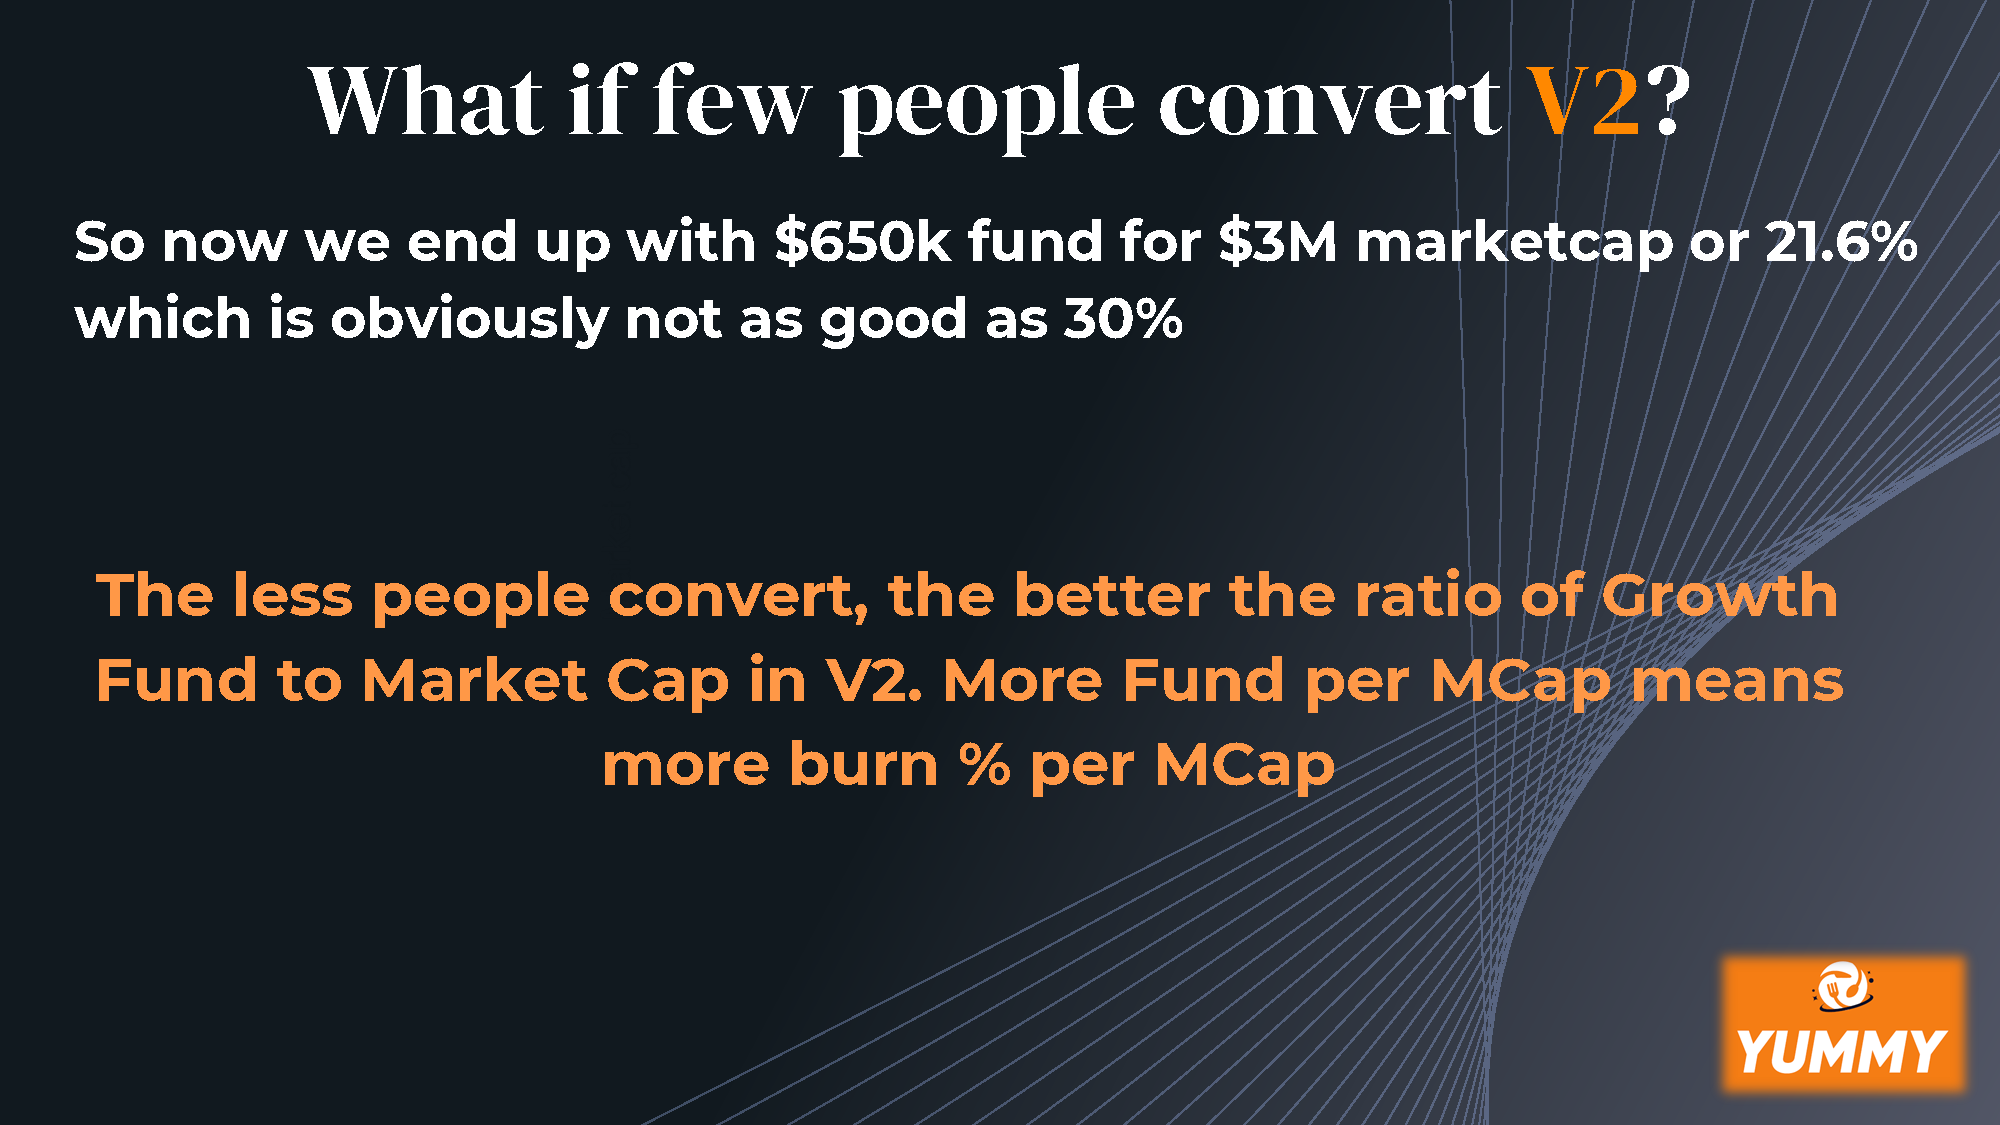 What if few people convert V2?
So now we end up with $650k fund for $3M marketcap or 21.6%
which is obviously not as good as 30%
The less people convert, the better the ratio of Growth
Fund to Market Cap in V2. More Fund per MCap means
more burn % per MCap
YUMMY